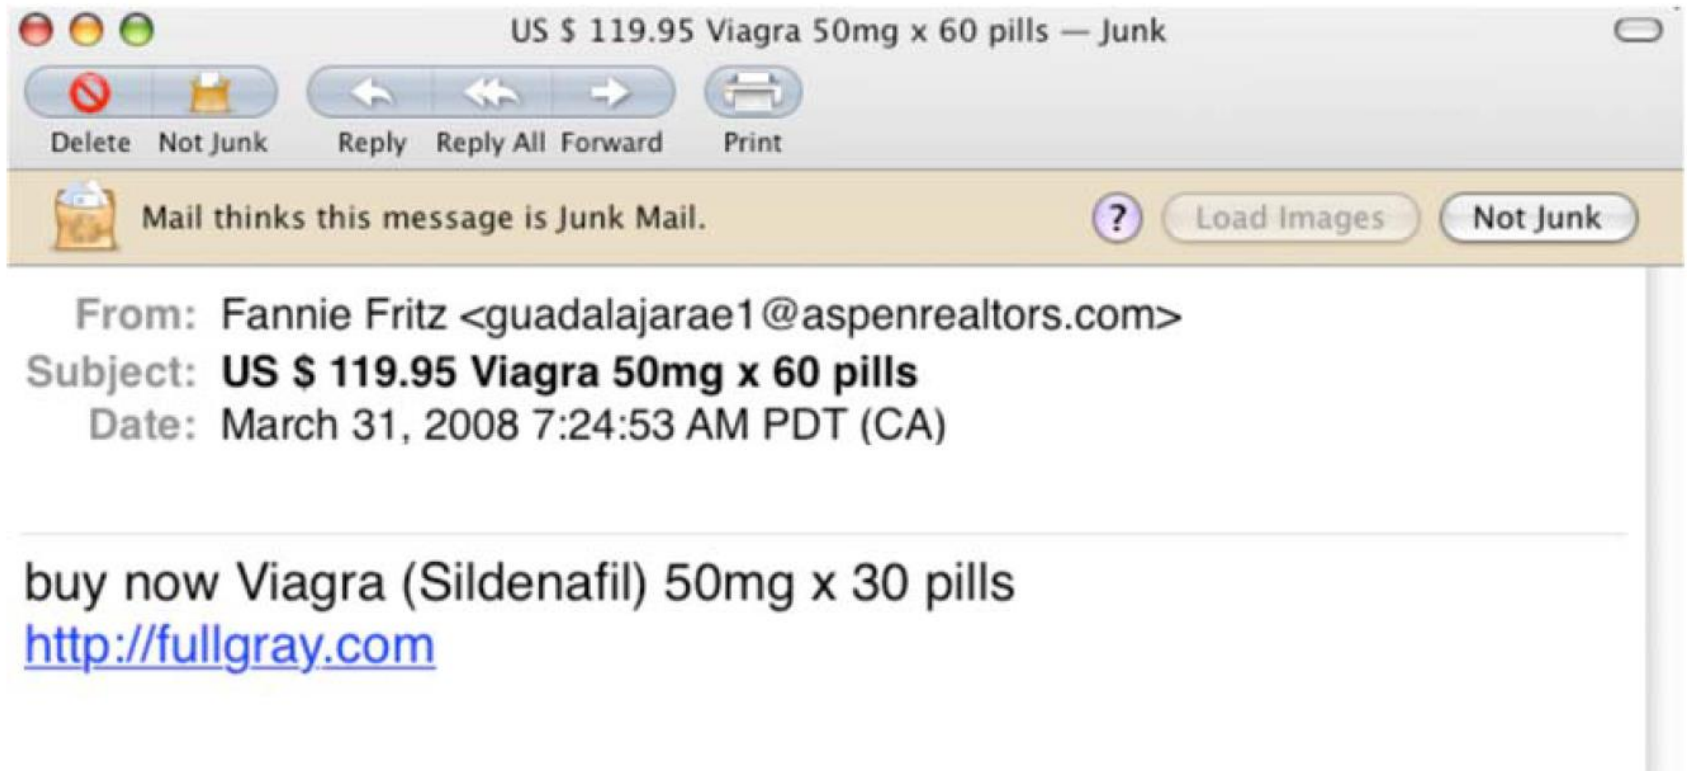 US $ 119.95 Viagra 50mg x 60 pills — Junk
Delete Not Junk Reply Reply All Forward Print
Mail thinks this message is Junk Mail. ? Load Images Not Junk
From: Fannie Fritz <guadalajarae1@aspenrealtors.com>
Subject: US $ 119.95 Viagra 50mg x 60 pills
Date: March 31, 2008 7:24:53 AM PDT (CA)
buy now Viagra (Sildenafil) 50mg x 30 pills
http://fullgray.com